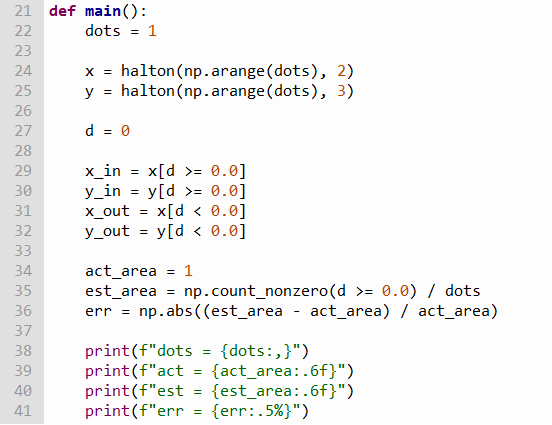 21 def main():
22     dots = 1
23
24     x = halton(np.arange(dots), 2)
25     y = halton(np.arange(dots), 3)
26
27     d = 0
28
29     x_in = x[d >= 0.0]
30     y_in = y[d >= 0.0]
31     x_out = x[d < 0.0]
32     y_out = y[d < 0.0]
33
34     act_area = 1
35     est_area = np.count_nonzero(d >= 0.0) / dots
36     err = np.abs((est_area - act_area) / act_area)
37
38     print(f"dots = {dots:,}")
39     print(f"act = {act_area:.6f}")
40     print(f"est = {est_area:.6f}")
41     print(f"err = {err:.5%}")